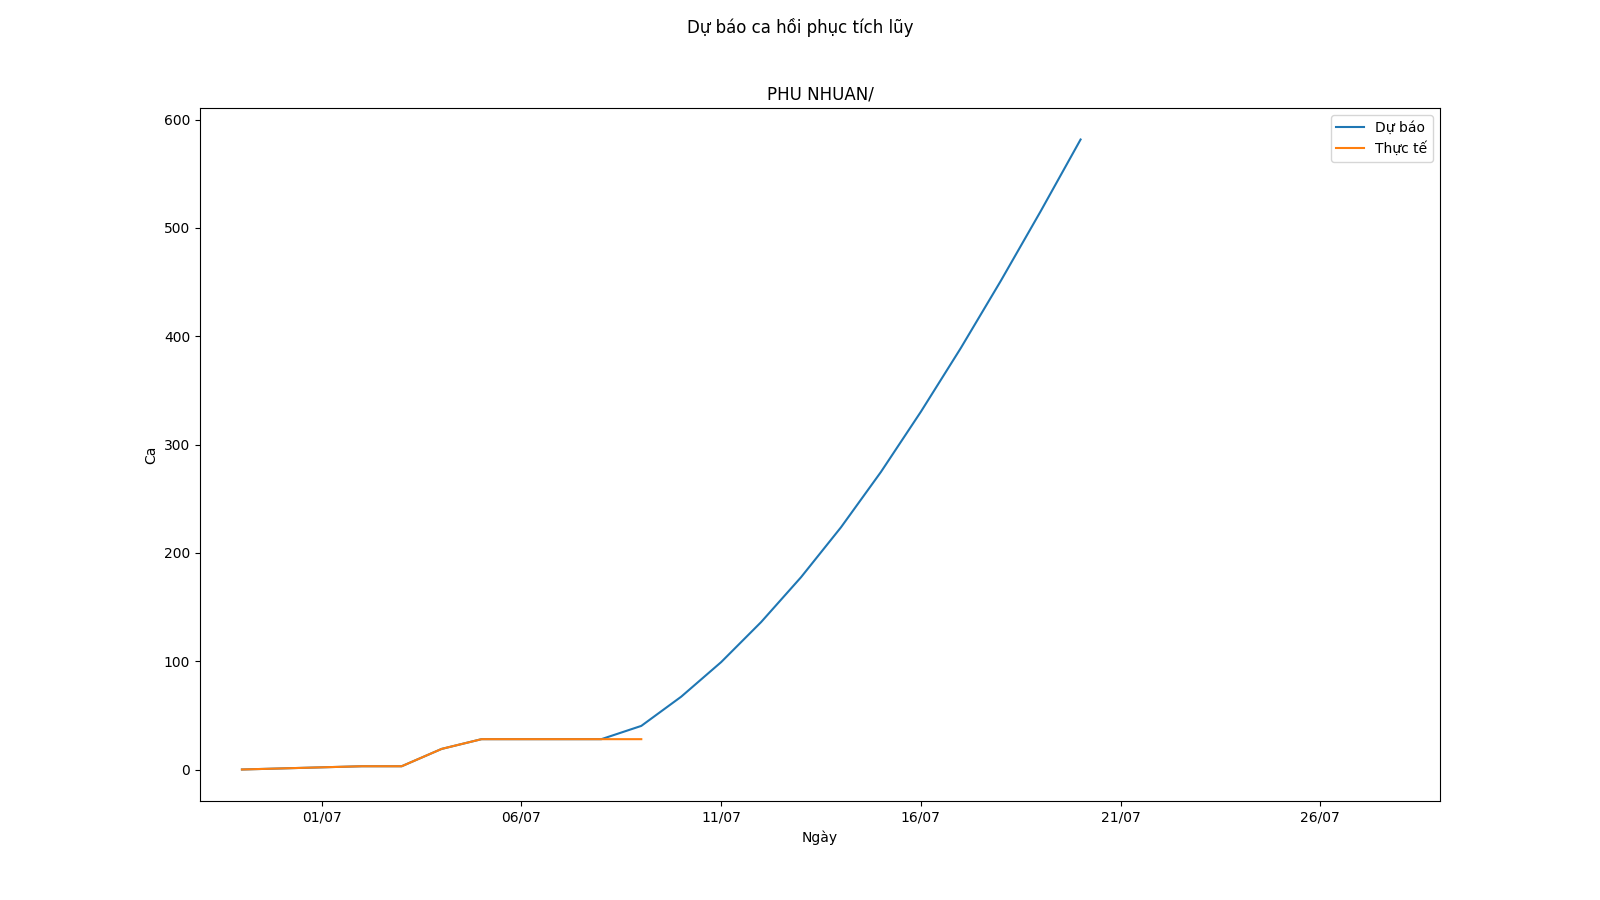 Dự báo ca hồi phục tích lũy
PHU NHUAN/
Dự báo
Thực tế
600
500
400
300
200
100
0
Ca
01/07 06/07 11/07 16/07 21/07 26/07
Ngày